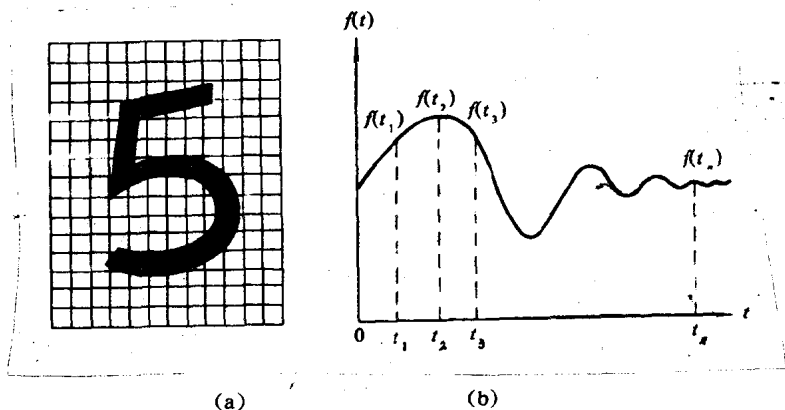 f(t)
5
f(t₁) f(t₂) f(t₃)
f(tₙ)
0 t₁ t₂ t₃ tₙ t
(a) (b)